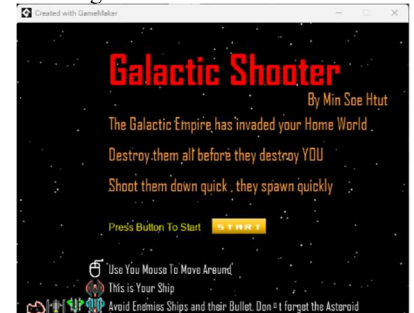 Created with GameMaker
Galactic Shooter
By Min Soe Htut
The Galactic Empire has invaded your Home World .
Destroy them all before they destroy YOU
Shoot them down quick , they spawn quickly
Press Button To Start START
Use You Mouse To Move Around
This is Your Ship
Avoid Enemiss Ships and their Bullet. Don t forget the Asteroid